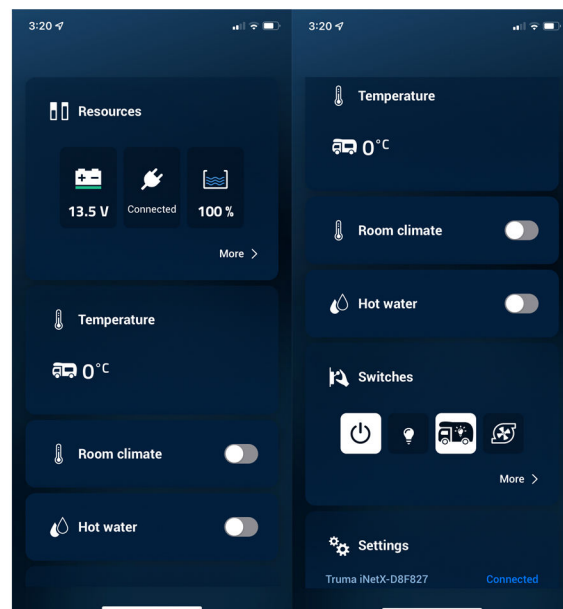 3:20
Resources
13.5 V
Connected
100 %
More >
Temperature
0°C
Room climate
Hot water
3:20
Temperature
0°C
Room climate
Hot water
Switches
More >
Settings
Truma iNetX-D8F827
Connected